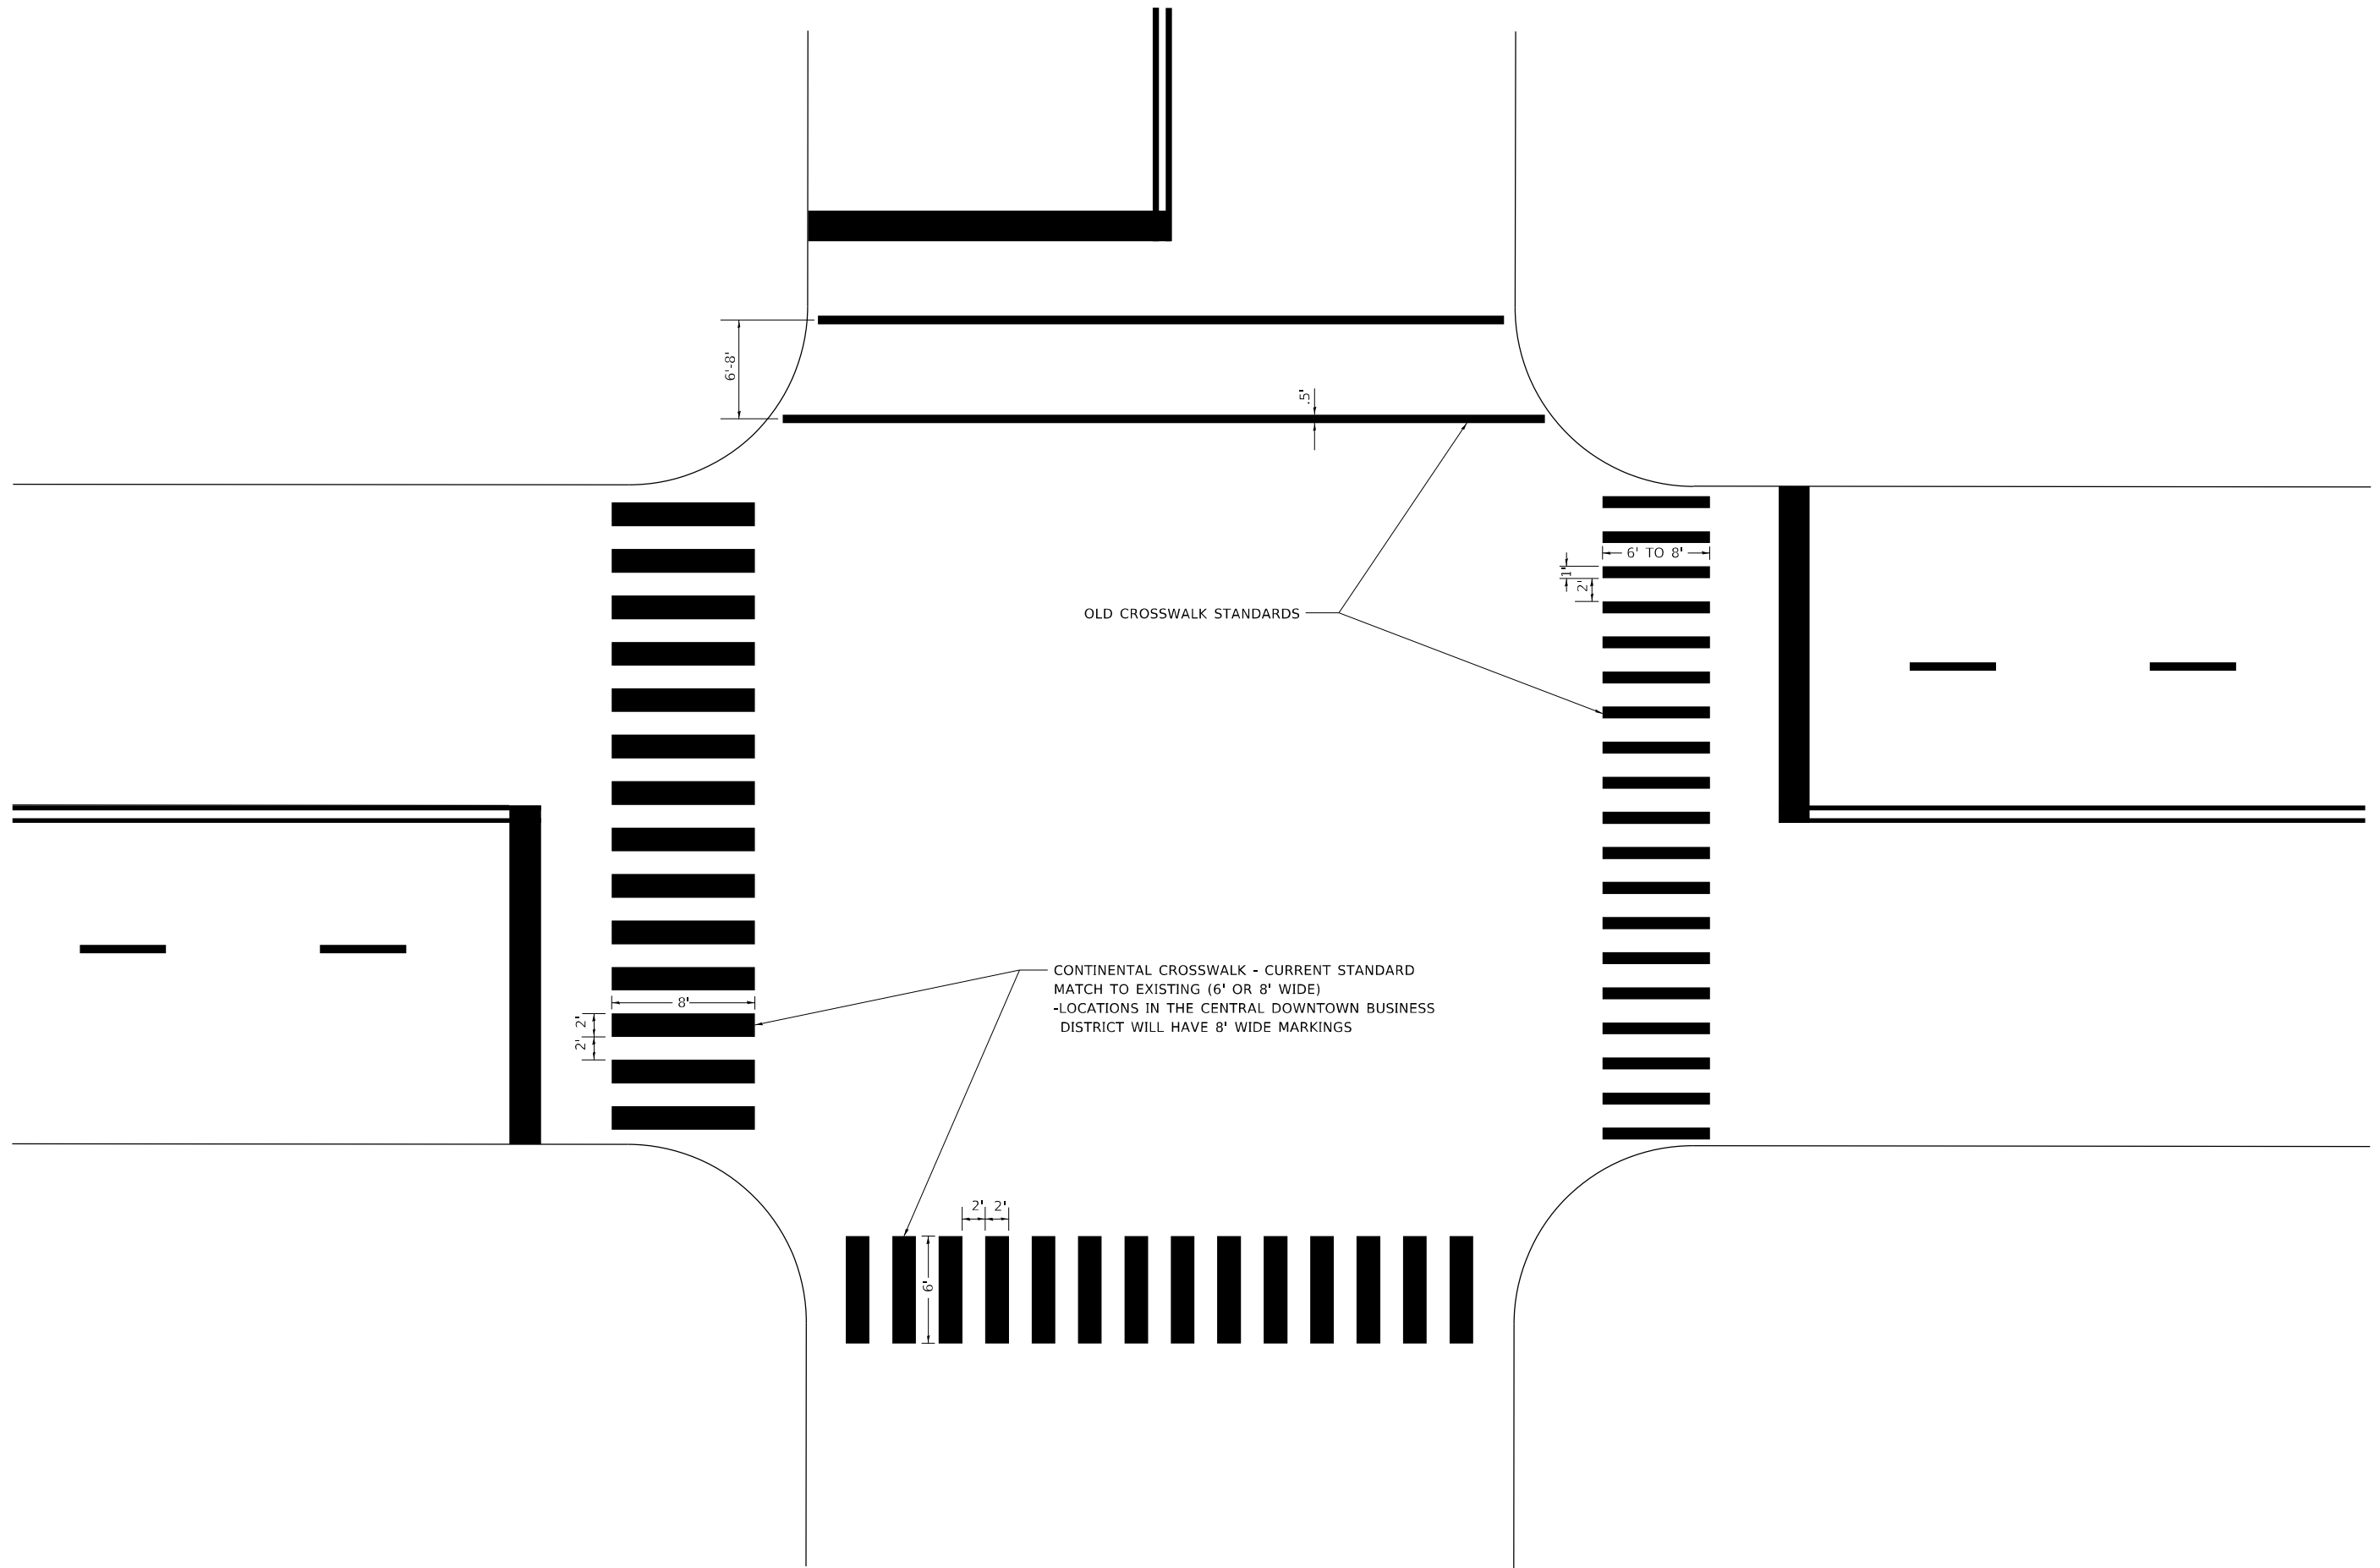 6'-8'
.5'
6' TO 8'
1'
2'
OLD CROSSWALK STANDARDS
CONTINENTAL CROSSWALK - CURRENT STANDARD
MATCH TO EXISTING (6' OR 8' WIDE)
-LOCATIONS IN THE CENTRAL DOWNTOWN BUSINESS
DISTRICT WILL HAVE 8' WIDE MARKINGS
8'
2'
2'
2' 2'
6'